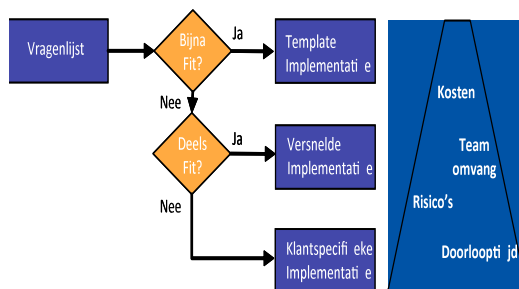 Vragenlijst
Bijna
Fit?
Ja
Template
Implementati e
Nee
Deels
Fit?
Ja
Versnelde
Implementati e
Nee
Klantspecifi eke
Implementati e
Kosten
Team
omvang
Risico's
Doorloopti jd